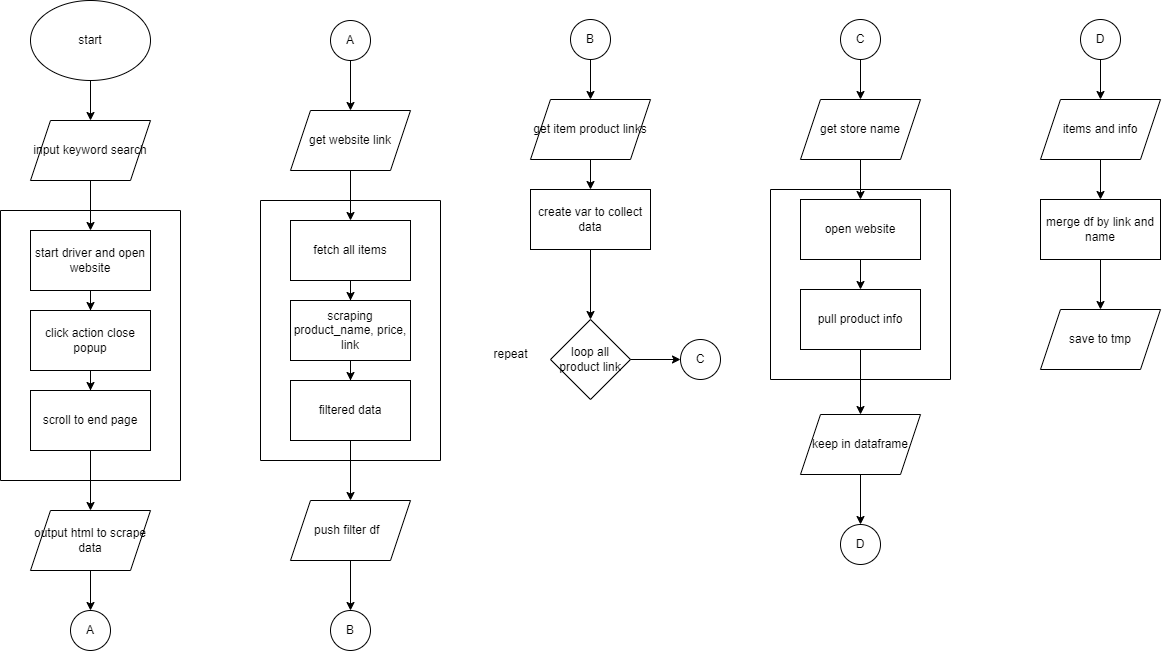 start
input keyword search
start driver and open
website
click action close
popup
scroll to end page
output html to scrape
data
A
A
get website link
fetch all items
scraping
product_name, price,
link
filtered data
push filter df
B
B
get item product links
create var to collect
data
repeat
loop all
product link
C
C
get store name
open website
pull product info
keep in dataframe
D
D
items and info
merge df by link and
name
save to tmp